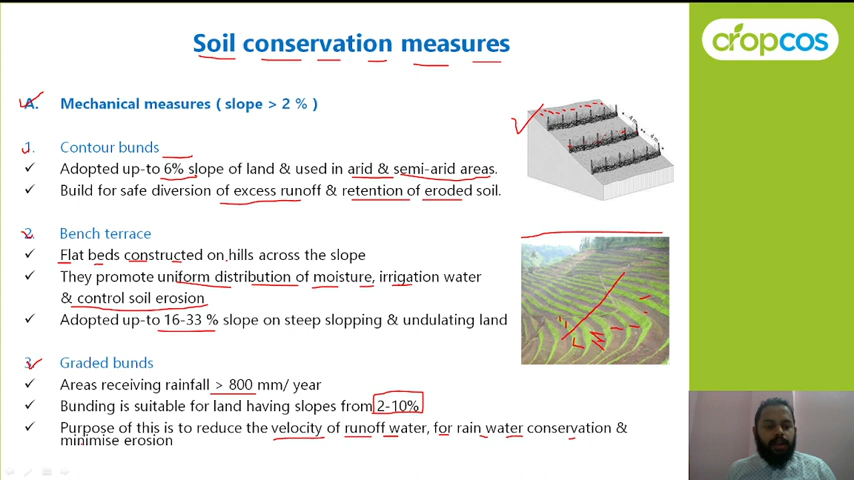 Soil conservation measures
cropcos
A. Mechanical measures ( slope > 2 % )
1. Contour bunds
✓ Adopted up-to 6% slope of land & used in arid & semi-arid areas.
✓ Build for safe diversion of excess runoff & retention of eroded soil.
4 m
4 m
2. Bench terrace
✓ Flat beds constructed on hills across the slope
✓ They promote uniform distribution of moisture, irrigation water
& control soil erosion
✓ Adopted up-to 16-33 % slope on steep slopping & undulating land
3. Graded bunds
✓ Areas receiving rainfall > 800 mm/ year
✓ Bunding is suitable for land having slopes from 2-10%
✓ Purpose of this is to reduce the velocity of runoff water, for rain water conservation &
minimise erosion